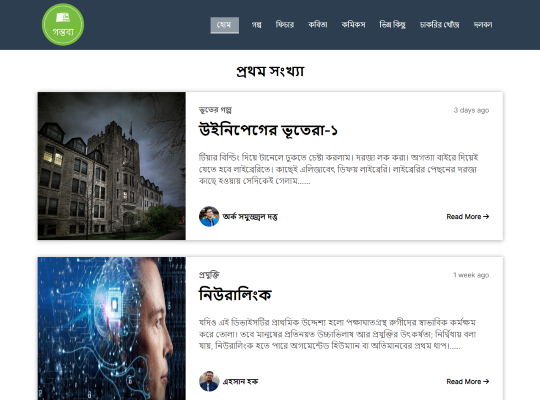 গন্তব্য
হোম গল্প ফিচার কবিতা কমিকস ভিন্ন কিছু চাকরির খোঁজ দলবল
প্রথম সংখ্যা
ভূতের গল্প 3 days ago
উইনিপেগের ভূতেরা-১
টিয়ার বিল্ডিং দিয়ে টানেলে ঢুকতে চেষ্টা করলাম। দরজা লক করা। অগত্যা বাইরে দিয়েই
যেতে হবে লাইব্রেরিতে। কাছেই এলিজাবেথ ডিফয় লাইব্রেরি। লাইব্রেরির পেছনের দরজা
কাছে হওয়ায় সেদিকেই গেলাম......
অর্ক সমুজ্জ্বল দত্ত Read More →
প্রযুক্তি 1 week ago
নিউরালিংক
যদিও এই ডিভাইসটির প্রাথমিক উদ্দেশ্য হলো পক্ষাঘাতগ্রস্থ রুগীদের স্বাভাবিক কর্মক্ষম
করে তোলা। তবে মানুষের প্রতিনিয়ত উচ্চাভিলাষ আর প্রযুক্তির উৎকর্ষতা; নির্দ্বিধায় বলা
যায়, নিউরালিংক হতে পারে অগমেন্টেড হিউম্যান বা অতিমানবের প্রথম ধাপ।......
এহসান হক Read More →